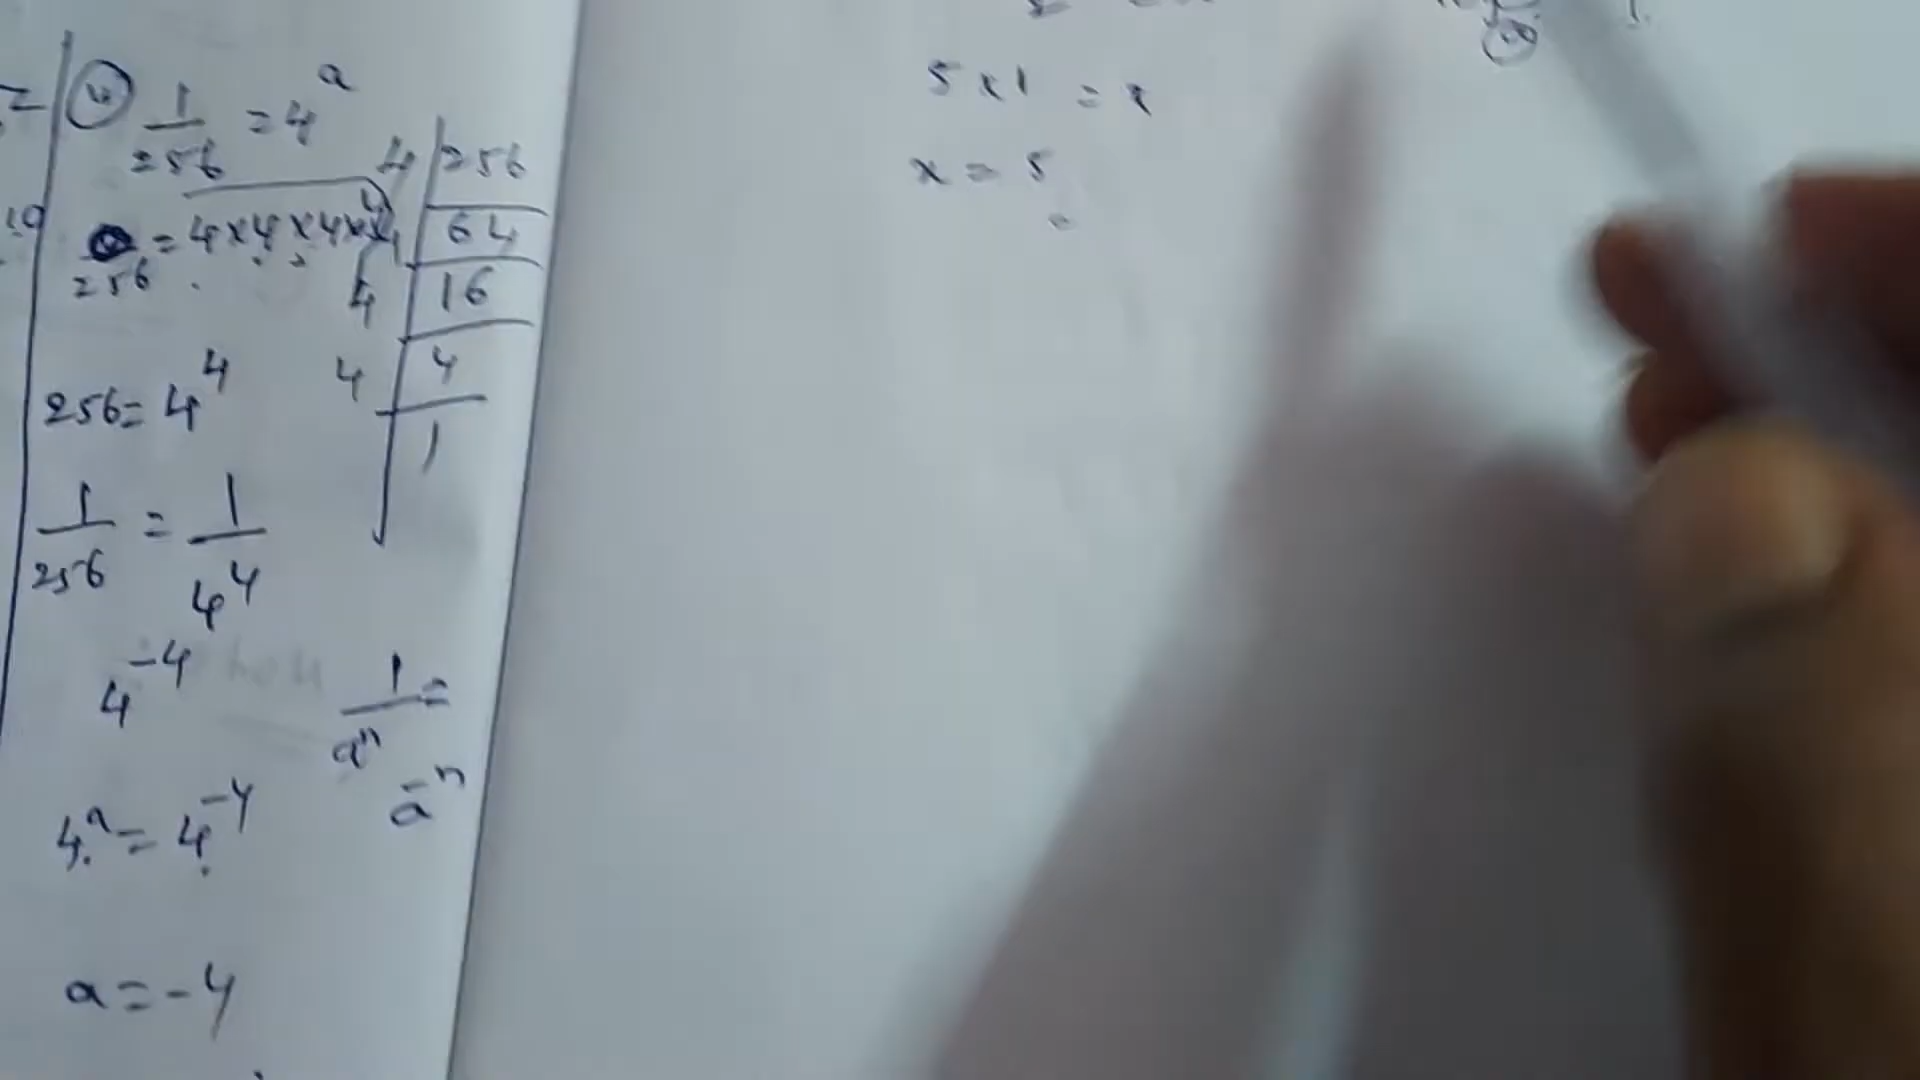 1/256 = 4^a
256 = 4×4×4×4
4 | 256
4 | 64
4 | 16
4 | 4
1
256 = 4^4
1/256 = 1/4^4
4^-4
1/a^n =
a^-n
4^a = 4^-4
a = -4
5 x 1 = x
x = 5